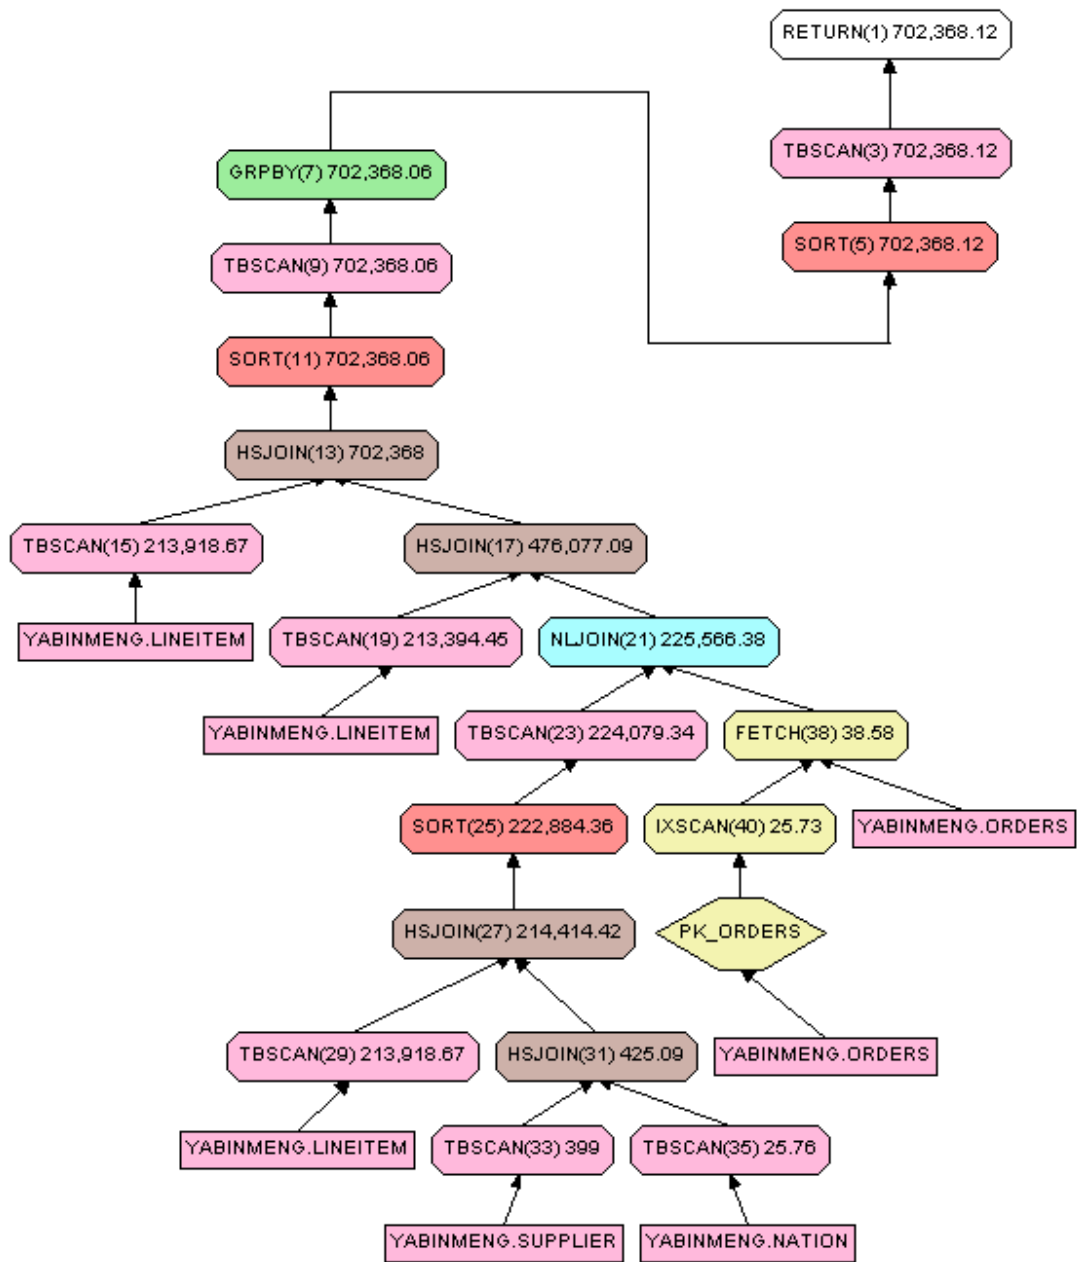 RETURN(1) 702,368.12
TBSCAN(3) 702,368.12
GRPBY(7) 702,368.06
SORT(5) 702,368.12
TBSCAN(9) 702,368.06
SORT(11) 702,368.06
HSJOIN(13) 702,368
TBSCAN(15) 213,918.67
HSJOIN(17) 476,077.09
YABINMENG.LINEITEM
TBSCAN(19) 213,394.45
NLJOIN(21) 225,566.38
YABINMENG.LINEITEM
TBSCAN(23) 224,079.34
FETCH(38) 38.58
SORT(25) 222,884.36
IXSCAN(40) 25.73
YABINMENG.ORDERS
HSJOIN(27) 214,414.42
PK_ORDERS
TBSCAN(29) 213,918.67
HSJOIN(31) 425.09
YABINMENG.ORDERS
YABINMENG.LINEITEM
TBSCAN(33) 399
TBSCAN(35) 25.76
YABINMENG.SUPPLIER
YABINMENG.NATION